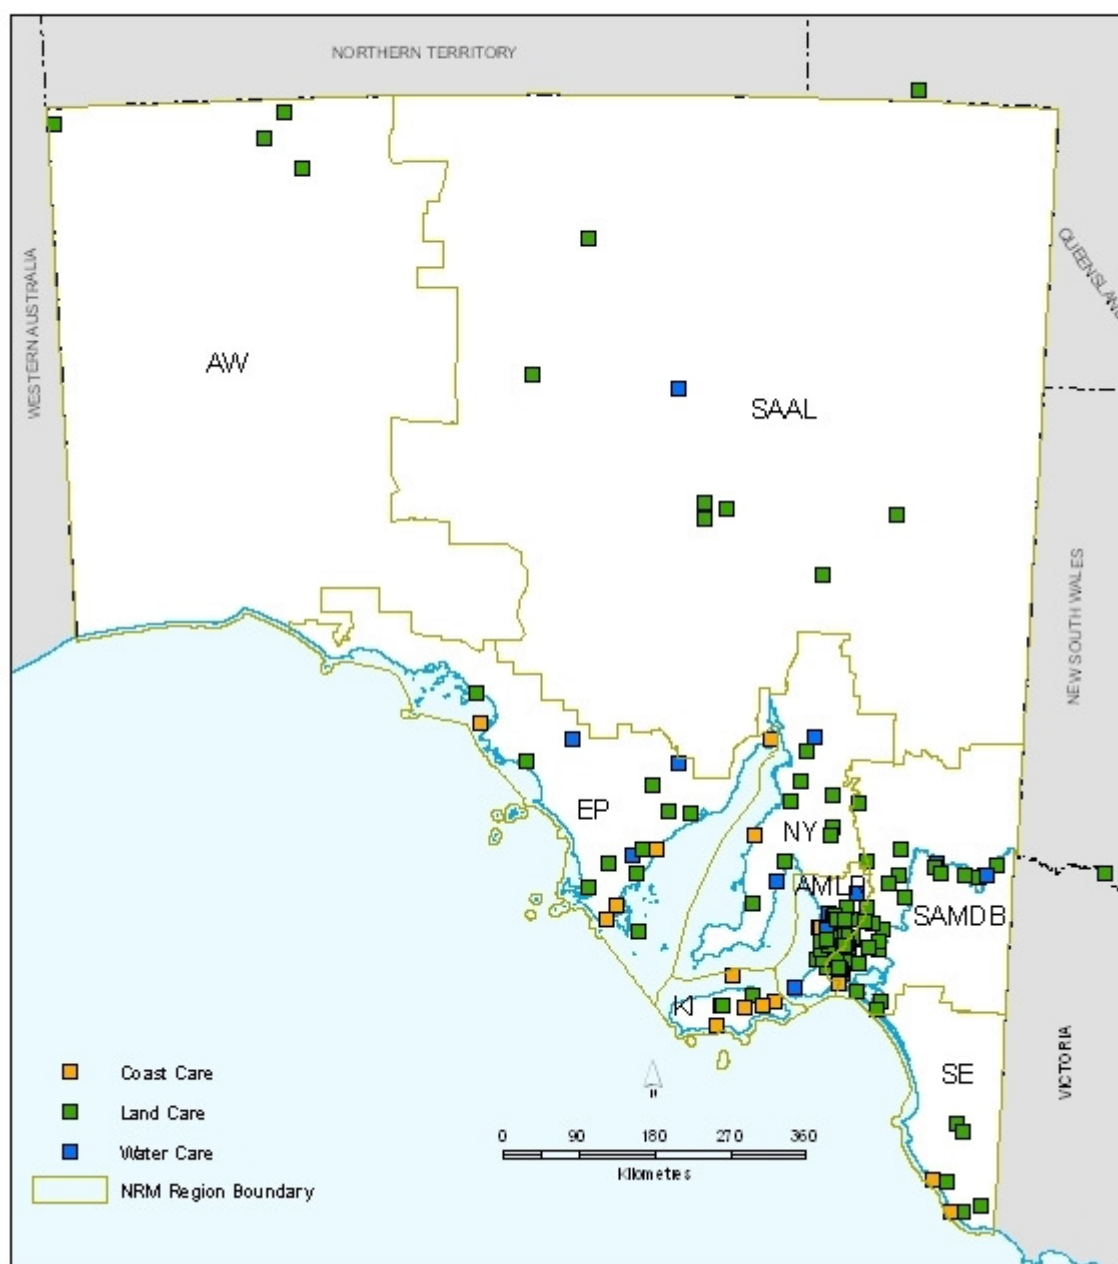 NORTHERN TERRITORY
QUEENSLAND
WESTERN AUSTRALIA
AW
SAAL
NEW SOUTH WALES
EP
NY
AMLR
SAMDB
KI
SE
VICTORIA
Coast Care
Land Care
Water Care
NRM Region Boundary
0 90 180 270 360
Kilometres